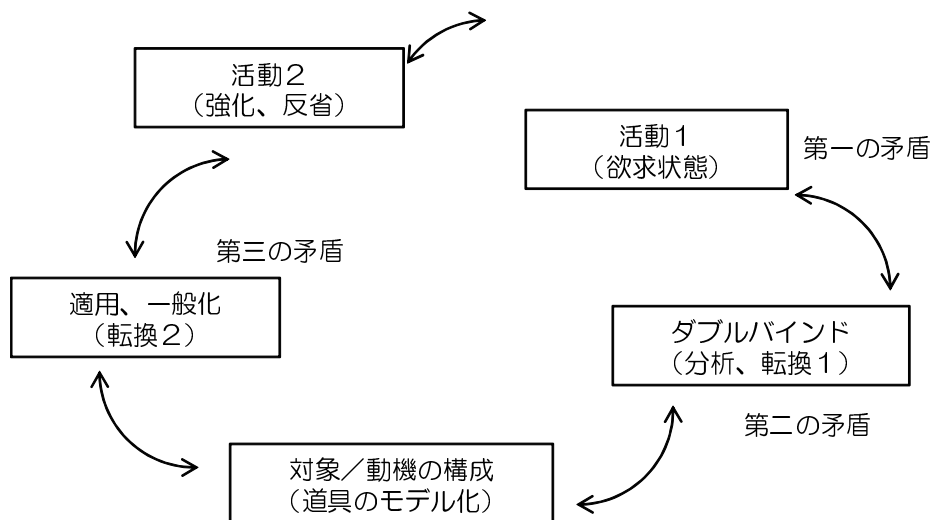 活動２
（強化、反省）
活動１
（欲求状態）
第一の矛盾
第三の矛盾
適用、一般化
（転換２）
ダブルバインド
（分析、転換１）
第二の矛盾
対象／動機の構成
（道具のモデル化）